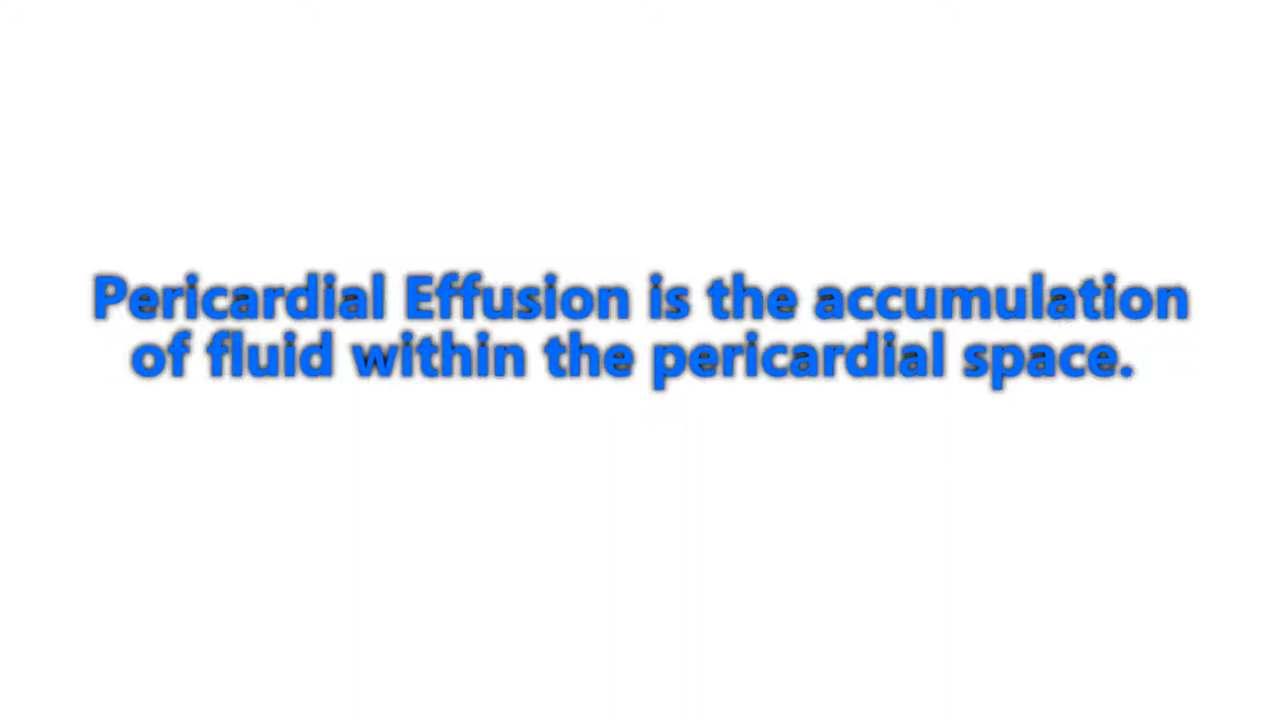 Pericardial Effusion is the accumulation
of fluid within the pericardial space.